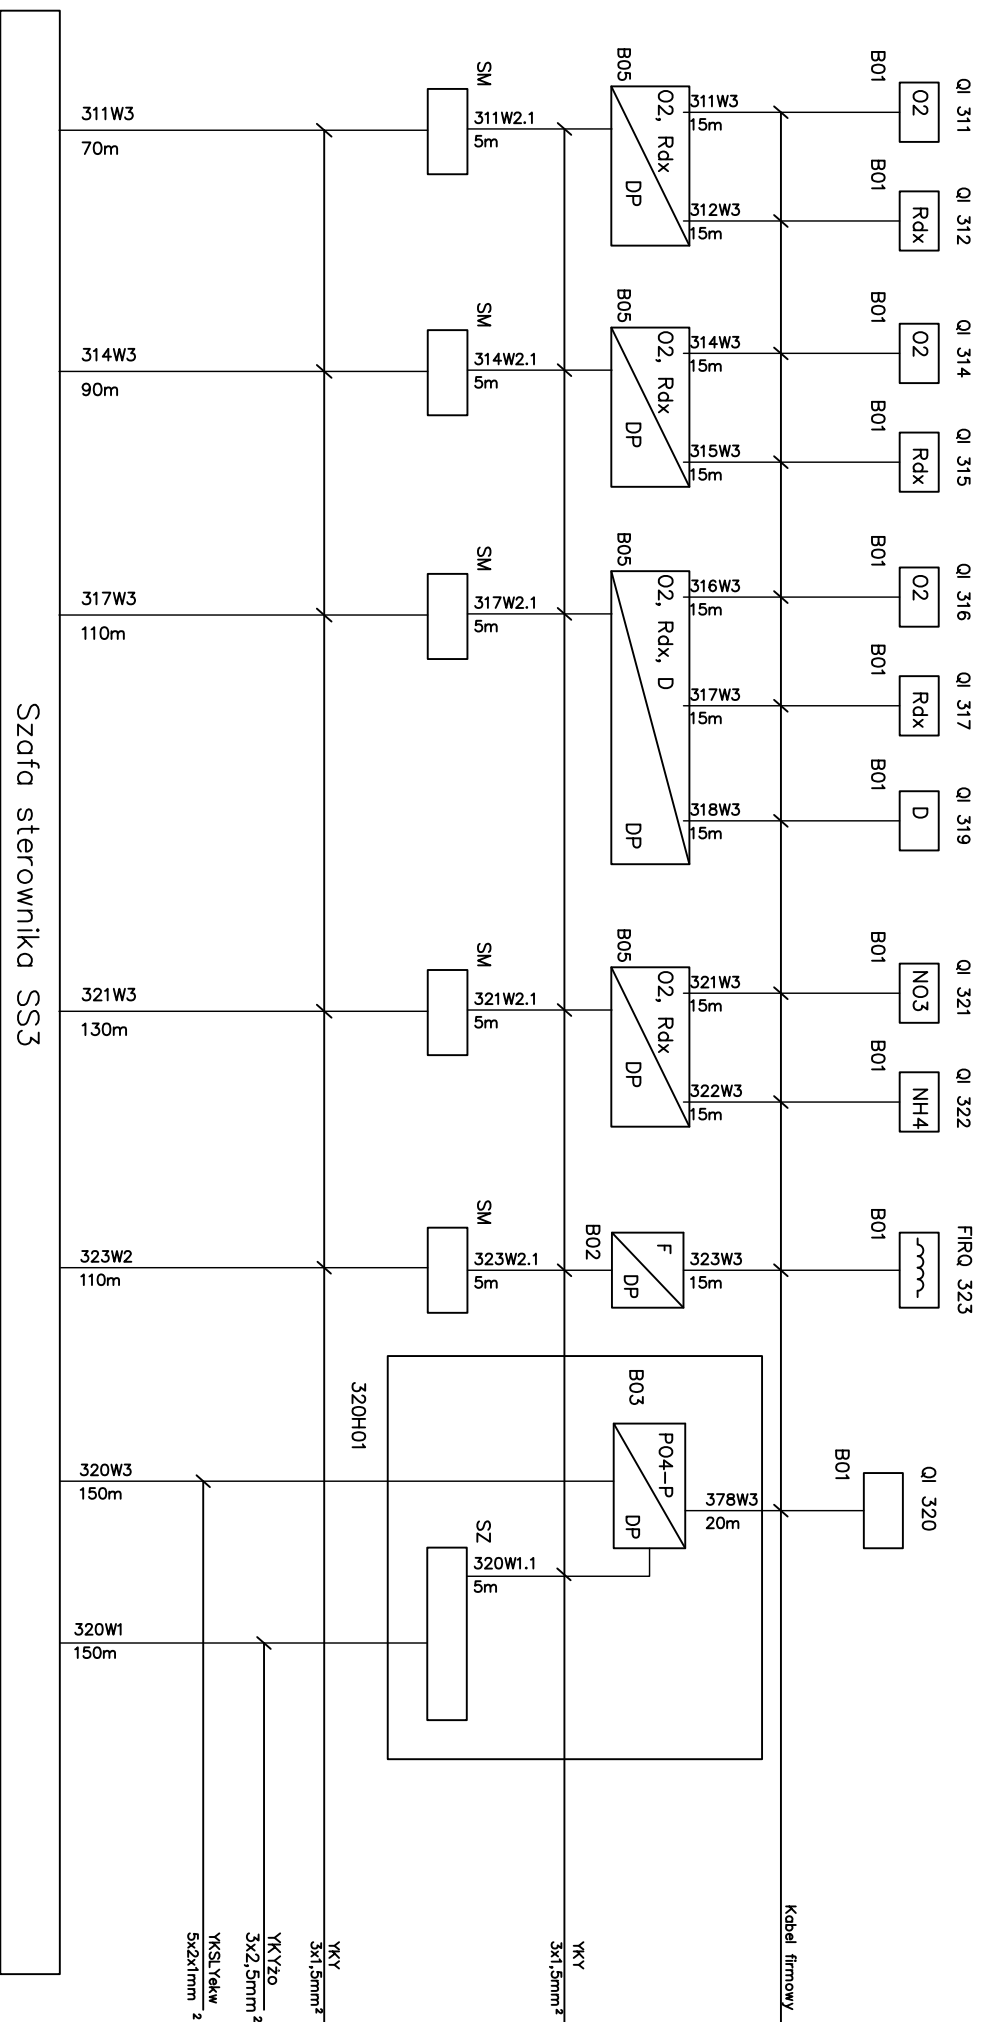 QI 311
B01
O2
QI 312
B01
Rdx
311W3
15m
312W3
15m
B05
O2, Rdx
DP
311W2.1
5m
SM
311W3
70m
QI 314
B01
O2
QI 315
B01
Rdx
314W3
15m
315W3
15m
B05
O2, Rdx
DP
314W2.1
5m
SM
314W3
90m
QI 316
B01
O2
QI 317
B01
Rdx
QI 319
B01
D
316W3
15m
317W3
15m
318W3
15m
B05
O2, Rdx, D
DP
317W2.1
5m
SM
317W3
110m
QI 321
B01
NO3
QI 322
B01
NH4
321W3
15m
322W3
15m
B05
O2, Rdx
DP
321W2.1
5m
SM
321W3
130m
FIRQ 323
B01
323W3
15m
B02
F
DP
323W2.1
5m
SM
323W2
110m
QI 320
B01
378W3
20m
B03
PO4-P
DP
320H01
SZ
320W1.1
5m
320W3
150m
320W1
150m
Kabel firmowy
YKY
3x1,5mm²
YKY
3x1,5mm²
YKYżo
3x2,5mm²
YKSLYekw
5x2x1mm²
Szafa sterownika SS3